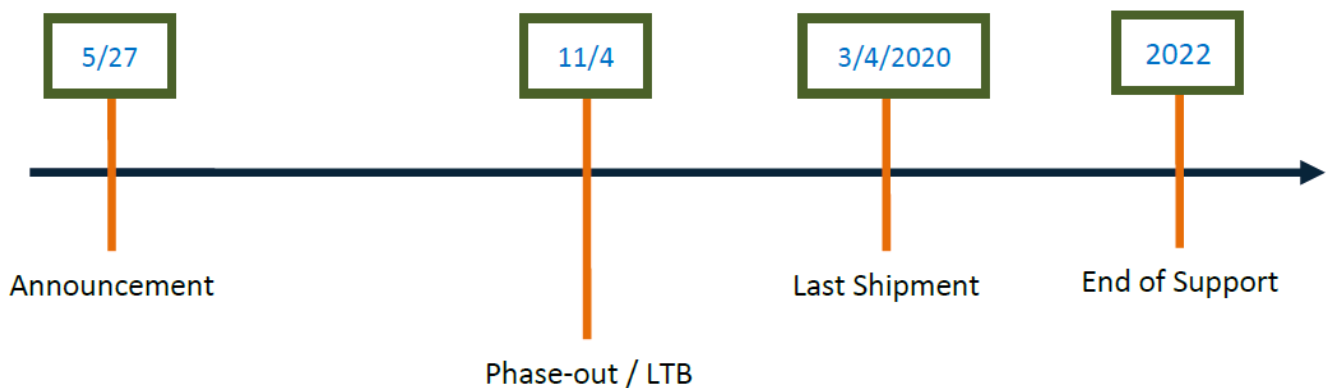 5/27
11/4
3/4/2020
2022
Announcement
Last Shipment
End of Support
Phase-out / LTB